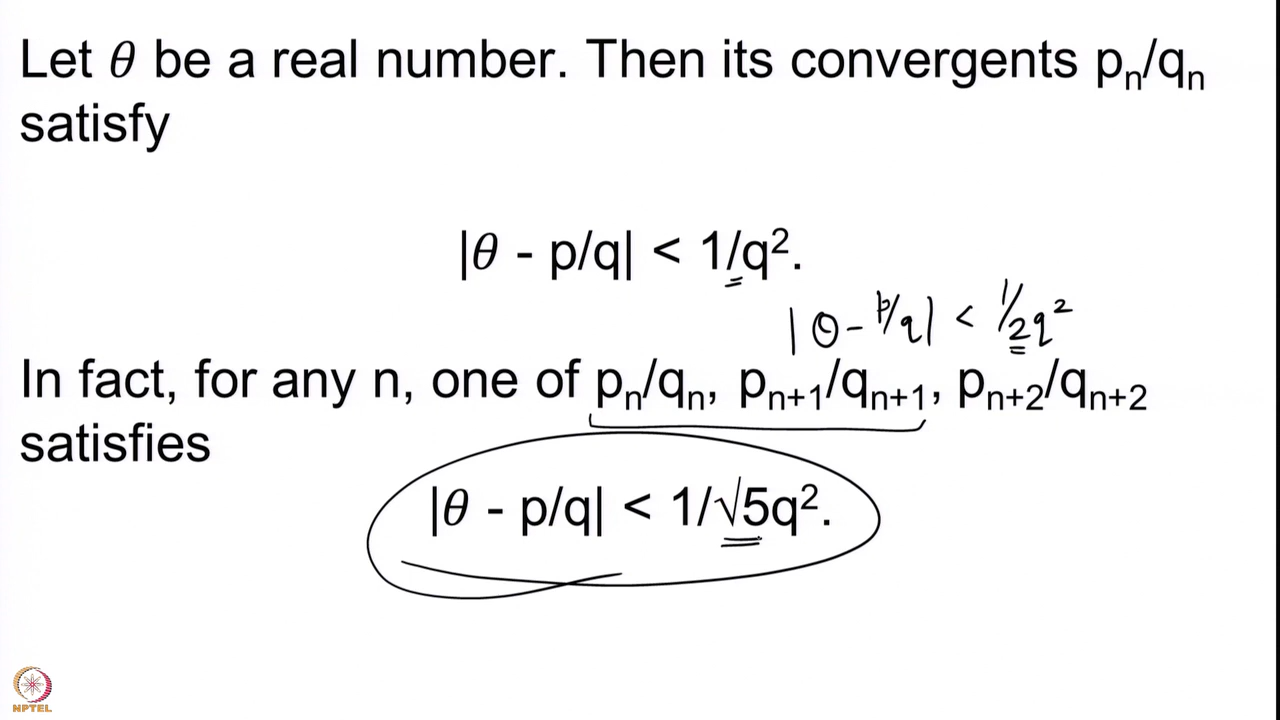 Let θ be a real number. Then its convergents pₙ/qₙ
satisfy
|θ - p/q| < 1/q².
|θ - p/q| < 1/2q²
In fact, for any n, one of pₙ/qₙ, pₙ₊₁/qₙ₊₁, pₙ₊₂/qₙ₊₂
satisfies
|θ - p/q| < 1/√5q².
NPTEL